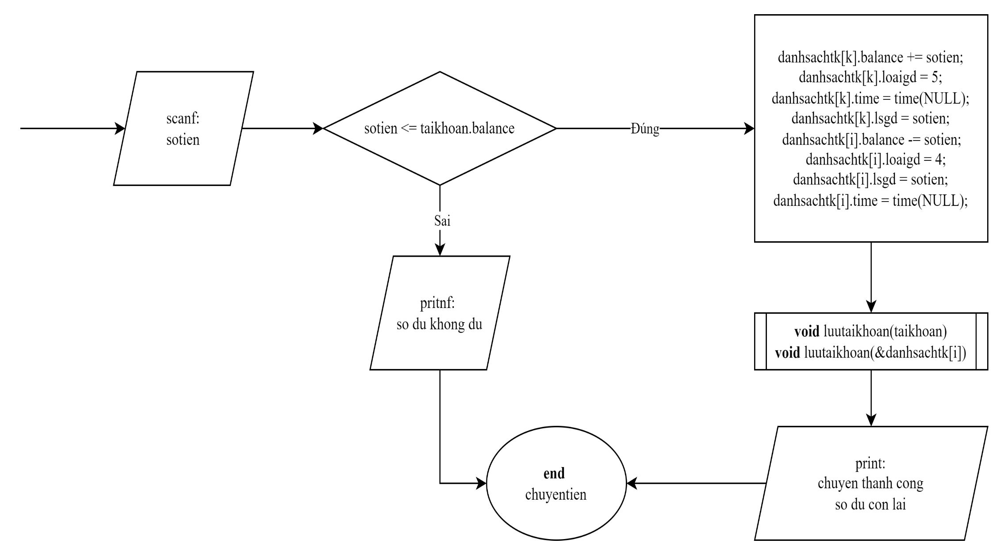 scanf:
sotien
sotien <= taikhoan.balance
Đúng
danhsachtk[k].balance += sotien;
danhsachtk[k].loaigd = 5;
danhsachtk[k].time = time(NULL);
danhsachtk[k].lsgd = sotien;
danhsachtk[i].balance -= sotien;
danhsachtk[i].loaigd = 4;
danhsachtk[i].lsgd = sotien;
danhsachtk[i].time = time(NULL);
Sai
pritnf:
so du khong du
void luutaikhoan(taikhoan)
void luutaikhoan(&danhsachtk[i])
print:
chuyen thanh cong
so du con lai
end
chuyentien